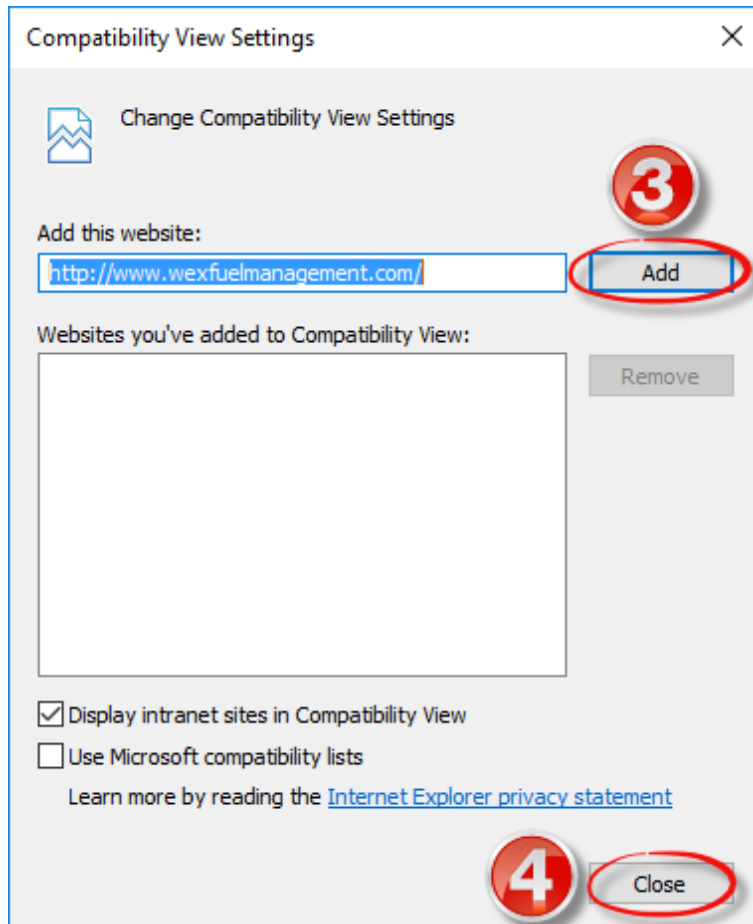 Compatibility View Settings
Change Compatibility View Settings
3
Add this website:
http://www.wexfuelmanagement.com/
Add
Websites you've added to Compatibility View:
Remove
Display intranet sites in Compatibility View
Use Microsoft compatibility lists
Learn more by reading the Internet Explorer privacy statement
4
Close